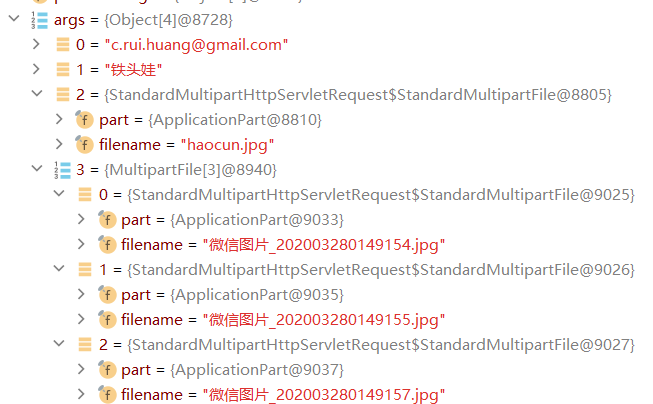 args = {Object[4]@8728}
0 = "c.rui.huang@gmail.com"
1 = "铁头娃"
2 = {StandardMultipartHttpServletRequest$StandardMultipartFile@8805}
part = {ApplicationPart@8810}
filename = "haocun.jpg"
3 = {MultipartFile[3]@8940}
0 = {StandardMultipartHttpServletRequest$StandardMultipartFile@9025}
part = {ApplicationPart@9033}
filename = "微信图片_202003280149154.jpg"
1 = {StandardMultipartHttpServletRequest$StandardMultipartFile@9026}
part = {ApplicationPart@9035}
filename = "微信图片_202003280149155.jpg"
2 = {StandardMultipartHttpServletRequest$StandardMultipartFile@9027}
part = {ApplicationPart@9037}
filename = "微信图片_202003280149157.jpg"